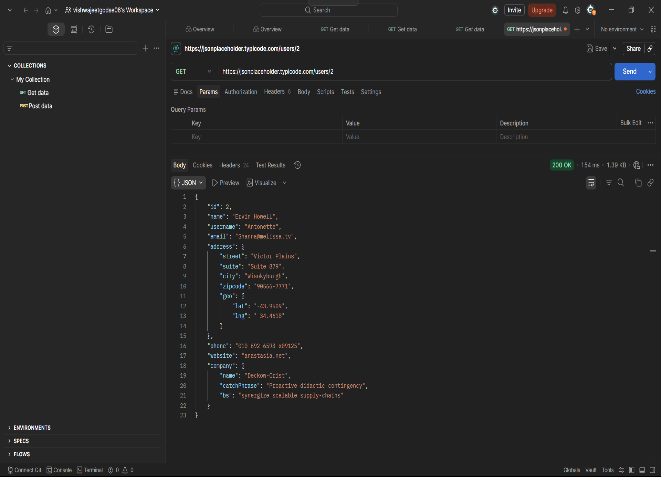 vishwajeetgodse08's Workspace
Search
Invite
Upgrade
Overview
Overview
GET Get data
GET Get data
GET Get data
GET https://jsonplacehol
No environment
COLLECTIONS
My Collection
GET Get data
POST Post data
https://jsonplaceholder.typicode.com/users/2
Save
Share
GET
https://jsonplaceholder.typicode.com/users/2
Send
Docs Params Authorization Headers 6 Body Scripts Tests Settings
Cookies
Query Params
Key Value Description Bulk Edit
Key Value Description
Body Cookies Headers Test Results
200 OK 154 ms 1.39 KB
{ } JSON Preview Visualize
1 {
2 "id": 2,
3 "name": "Ervin Howell",
4 "username": "Antonette",
5 "email": "Shanna@melissa.tv",
6 "address": {
7 "street": "Victor Plains",
8 "suite": "Suite 879",
9 "city": "Wisokyburgh",
10 "zipcode": "90566-7771",
11 "geo": {
12 "lat": "-43.9509",
13 "lng": "-34.4618"
14 }
15 },
16 "phone": "010-692-6593 x09125",
17 "website": "anastasia.net",
18 "company": {
19 "name": "Deckow-Crist",
20 "catchPhrase": "Proactive didactic contingency",
21 "bs": "synergize scalable supply-chains"
22 }
23 }
ENVIRONMENTS
SPECS
FLOWS
Connect Git Console Terminal 0 0
Globals Vault Tools